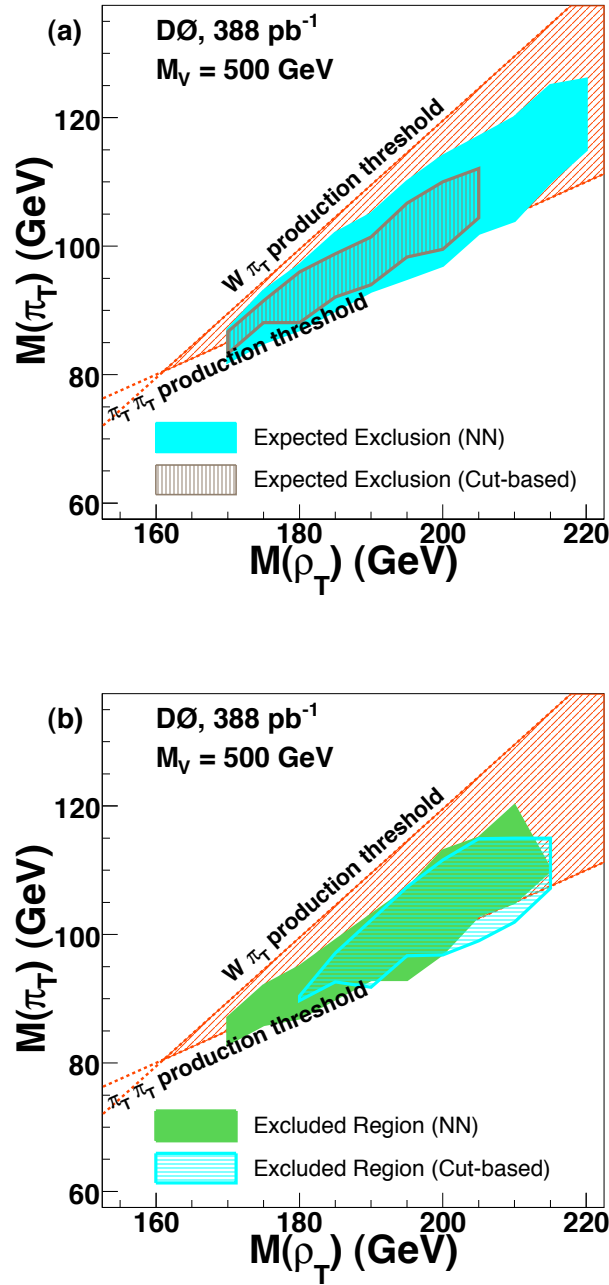 (a)
DØ, 388 pb⁻¹
M_V = 500 GeV
W π_T production threshold
π_T π_T production threshold
Expected Exclusion (NN)
Expected Exclusion (Cut-based)
120
100
80
60
M(π_T) (GeV)
160 180 200 220
M(ρ_T) (GeV)
(b)
DØ, 388 pb⁻¹
M_V = 500 GeV
W π_T production threshold
π_T π_T production threshold
Excluded Region (NN)
Excluded Region (Cut-based)
120
100
80
60
M(π_T) (GeV)
160 180 200 220
M(ρ_T) (GeV)